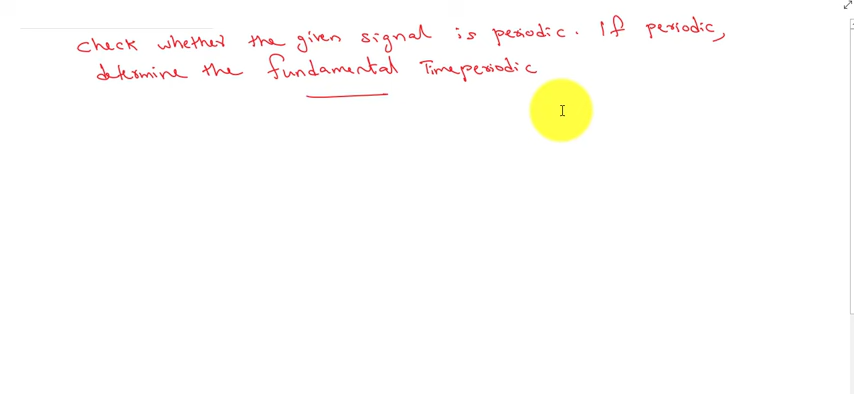 check whether the given signal is periodic. If periodic,
determine the fundamental Timeperiodic